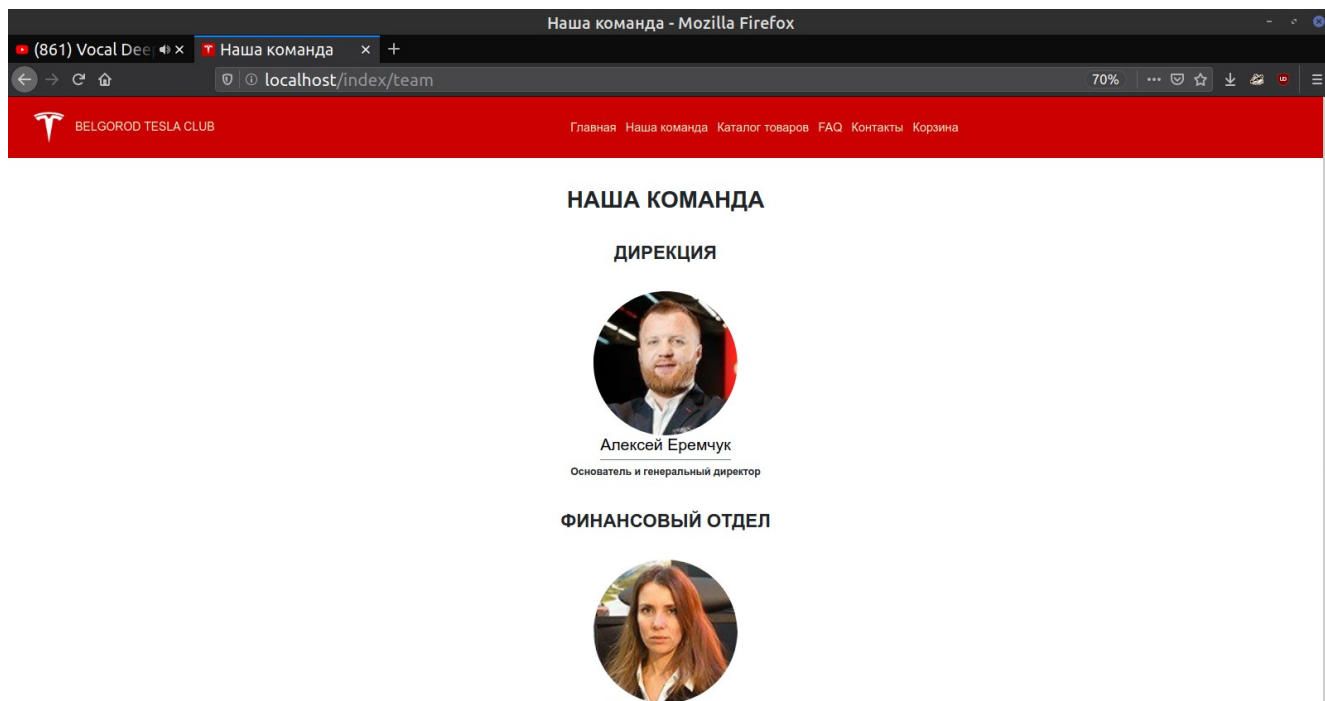 Наша команда - Mozilla Firefox
(861) Vocal Dee
Наша команда
localhost/index/team
70%
BELGOROD TESLA CLUB
Главная Наша команда Каталог товаров FAQ Контакты Корзина
НАША КОМАНДА
ДИРЕКЦИЯ
Алексей Еремчук
Основатель и генеральный директор
ФИНАНСОВЫЙ ОТДЕЛ